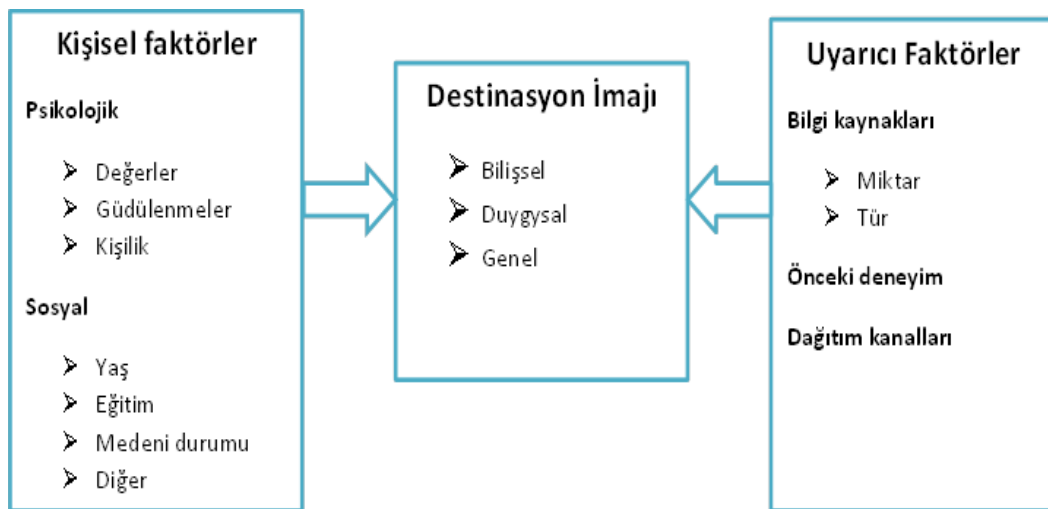 Kişisel faktörler
Psikolojik
Değerler
Güdülenmeler
Kişilik
Sosyal
Yaş
Eğitim
Medeni durumu
Diğer
Destinasyon İmajı
Bilişsel
Duygysal
Genel
Uyarıcı Faktörler
Bilgi kaynakları
Miktar
Tür
Önceki deneyim
Dağıtım kanalları